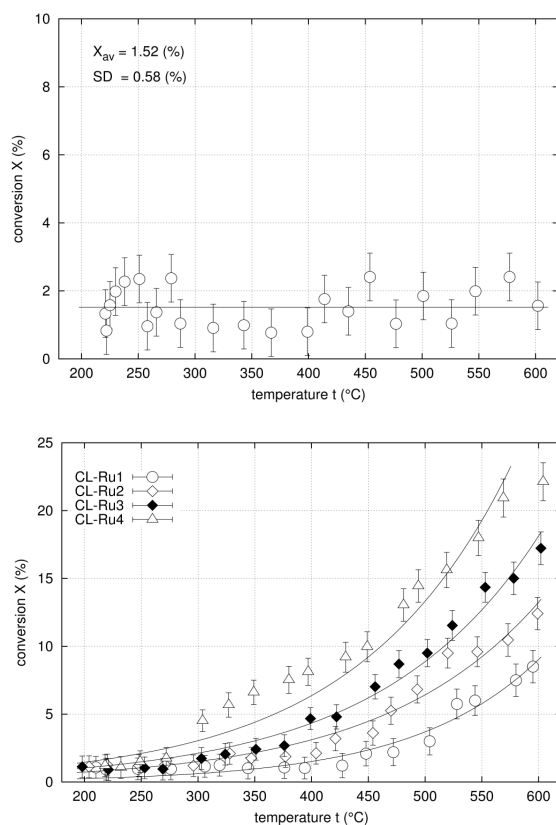 10
8
6
4
2
0
conversion X (%)
X_av = 1.52 (%)
SD = 0.58 (%)
200 250 300 350 400 450 500 550 600
temperature t (°C)
25
20
15
10
5
0
conversion X (%)
CL-Ru1
CL-Ru2
CL-Ru3
CL-Ru4
200 250 300 350 400 450 500 550 600
temperature t (°C)